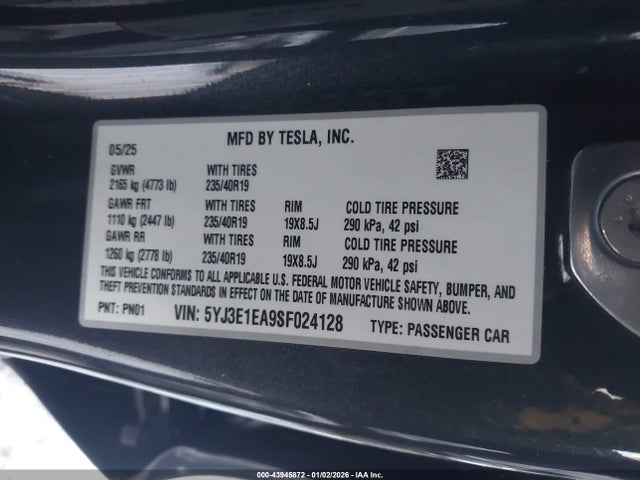 MFD BY TESLA, INC.
05/25
GVWR WITH TIRES
2165 kg (4773 lb) 235/40R19
GAWR FRT WITH TIRES RIM COLD TIRE PRESSURE
1110 kg (2447 lb) 235/40R19 19X8.5J 290 kPa, 42 psi
GAWR RR WITH TIRES RIM COLD TIRE PRESSURE
1260 kg (2778 lb) 235/40R19 19X8.5J 290 kPa, 42 psi
THIS VEHICLE CONFORMS TO ALL APPLICABLE U.S. FEDERAL MOTOR VEHICLE SAFETY, BUMPER, AND
THEFT PREVENTION STANDARDS IN EFFECT ON THE DATE OF MANUFACTURE SHOWN ABOVE.
PNT: PN01 VIN: 5YJ3E1EA9SF024128 TYPE: PASSENGER CAR
000-43945872 - 01/02/2026 - IAA Inc.